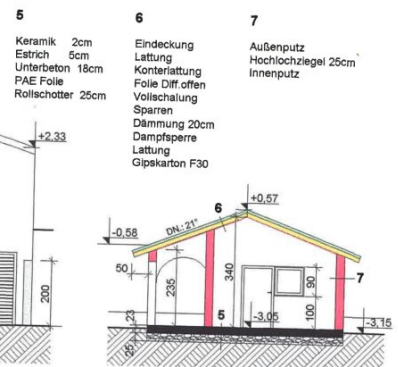 5
Keramik 2cm
Estrich 5cm
Unterbeton 18cm
PAE Folie
Rollschotter 25cm
6
Eindeckung
Lattung
Konterlattung
Folie Diff.offen
Vollschalung
Sparren
Dämmung 20cm
Dampfsperre
Lattung
Gipskarton F30
7
Außenputz
Hochlochziegel 25cm
Innenputz
+2,33
200
-0,58
DN.: 21°
6
+0,57
50
235
340
90
100
7
5
-3,05
-3,15
23
25